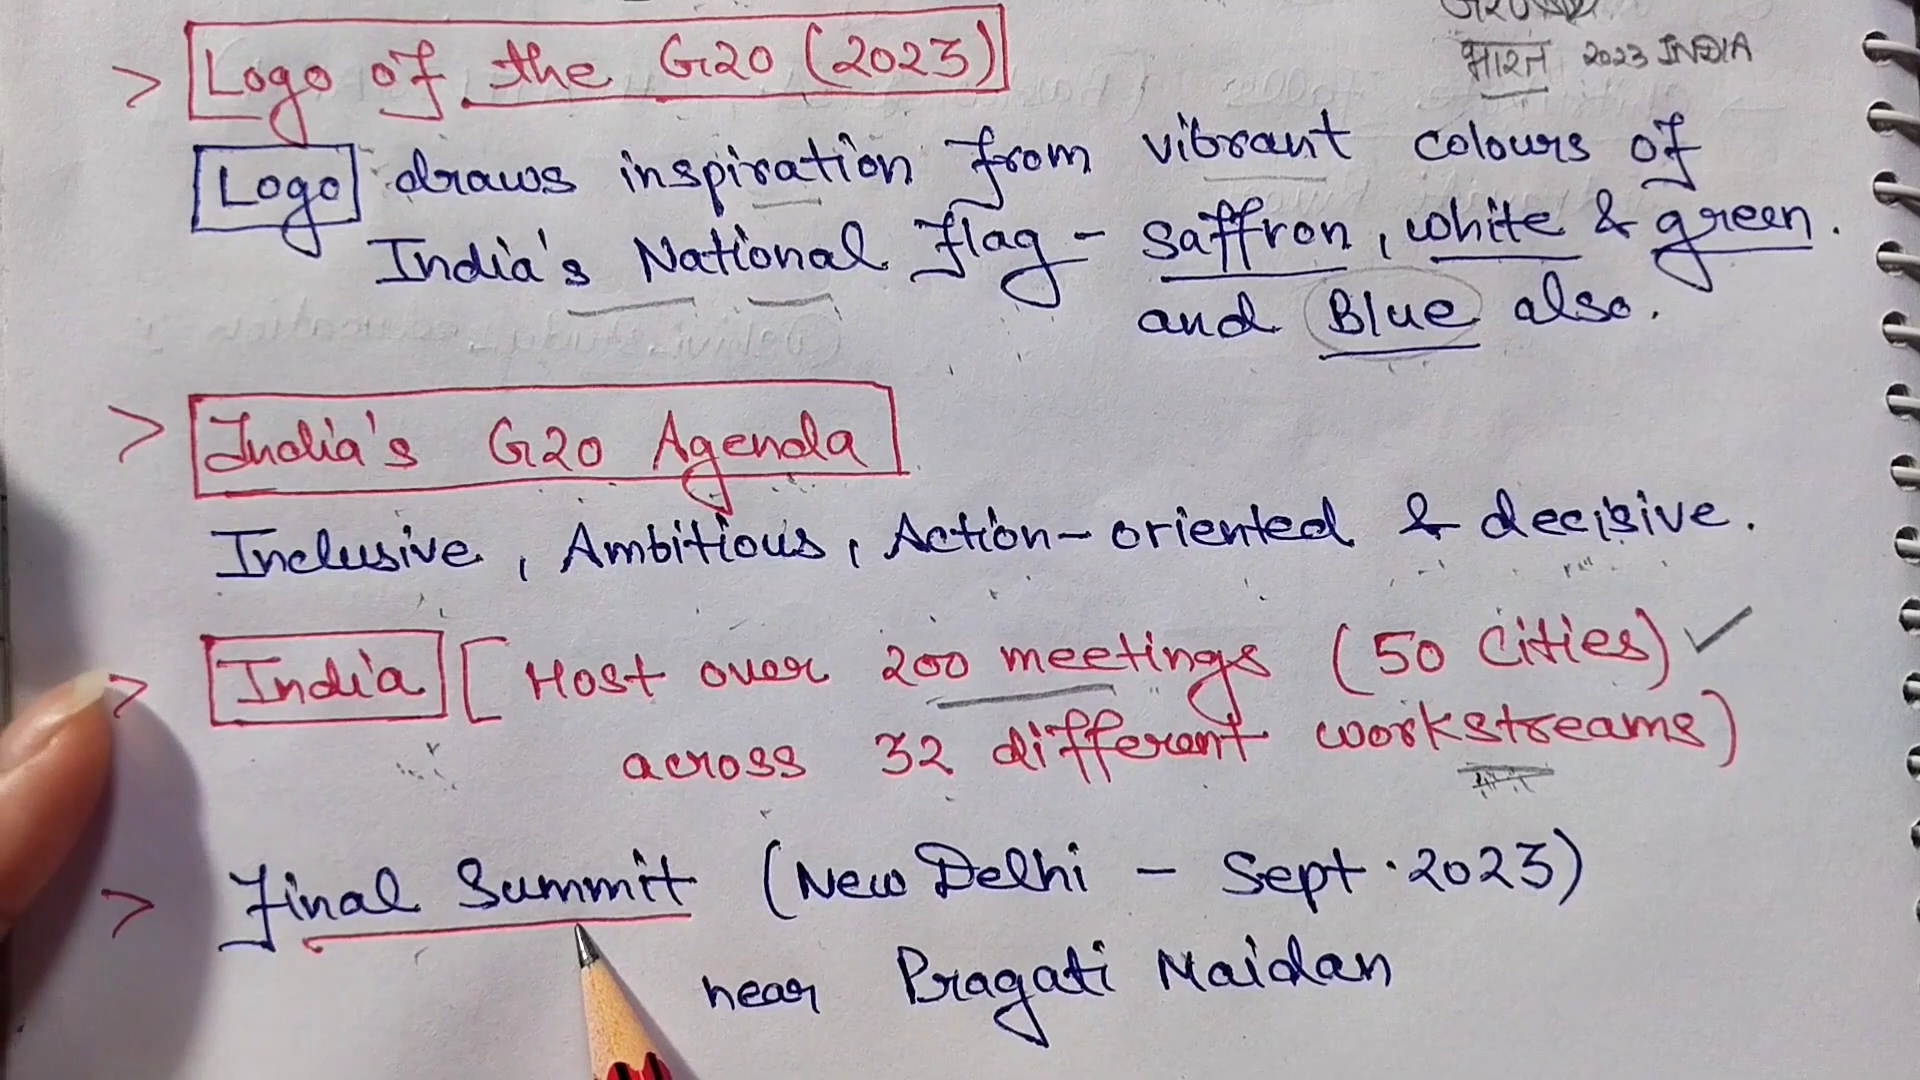 G20
भारत 2023 INDIA
> Logo of the G20 (2023)
Logo draws inspiration from vibrant colours of
India's National Flag - saffron, white & green.
and Blue also.
> India's G20 Agenda
Inclusive, Ambitious, Action-oriented & decisive.
> India [Host over 200 meetings (50 Cities) ✓
across 32 different workstreams)
> Final Summit (New Delhi - Sept. 2023)
near Pragati Maidan